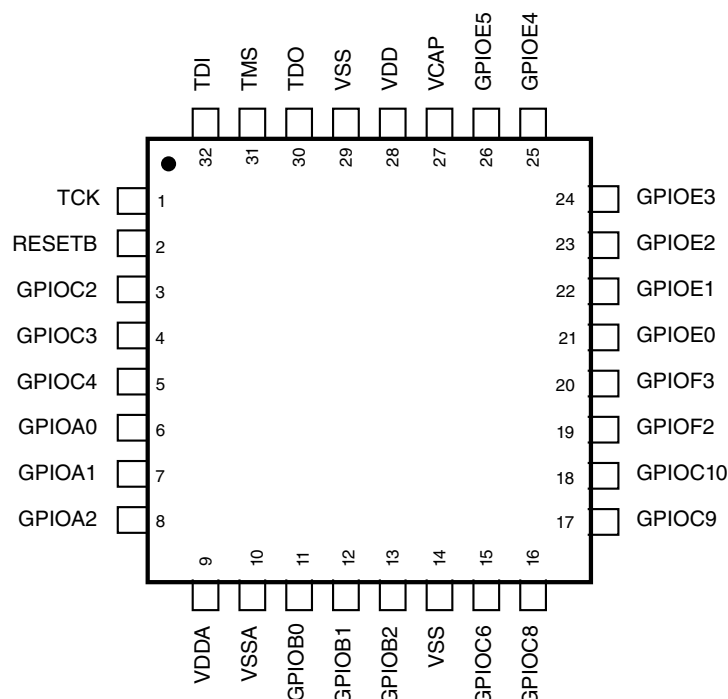 TDI TMS TDO VSS VDD VCAP GPIOE5 GPIOE4
32 31 30 29 28 27 26 25
TCK 1 24 GPIOE3
RESETB 2 23 GPIOE2
GPIOC2 3 22 GPIOE1
GPIOC3 4 21 GPIOE0
GPIOC4 5 20 GPIOF3
GPIOA0 6 19 GPIOF2
GPIOA1 7 18 GPIOC10
GPIOA2 8 17 GPIOC9
9 10 11 12 13 14 15 16
VDDA VSSA GPIOB0 GPIOB1 GPIOB2 VSS GPIOC6 GPIOC8